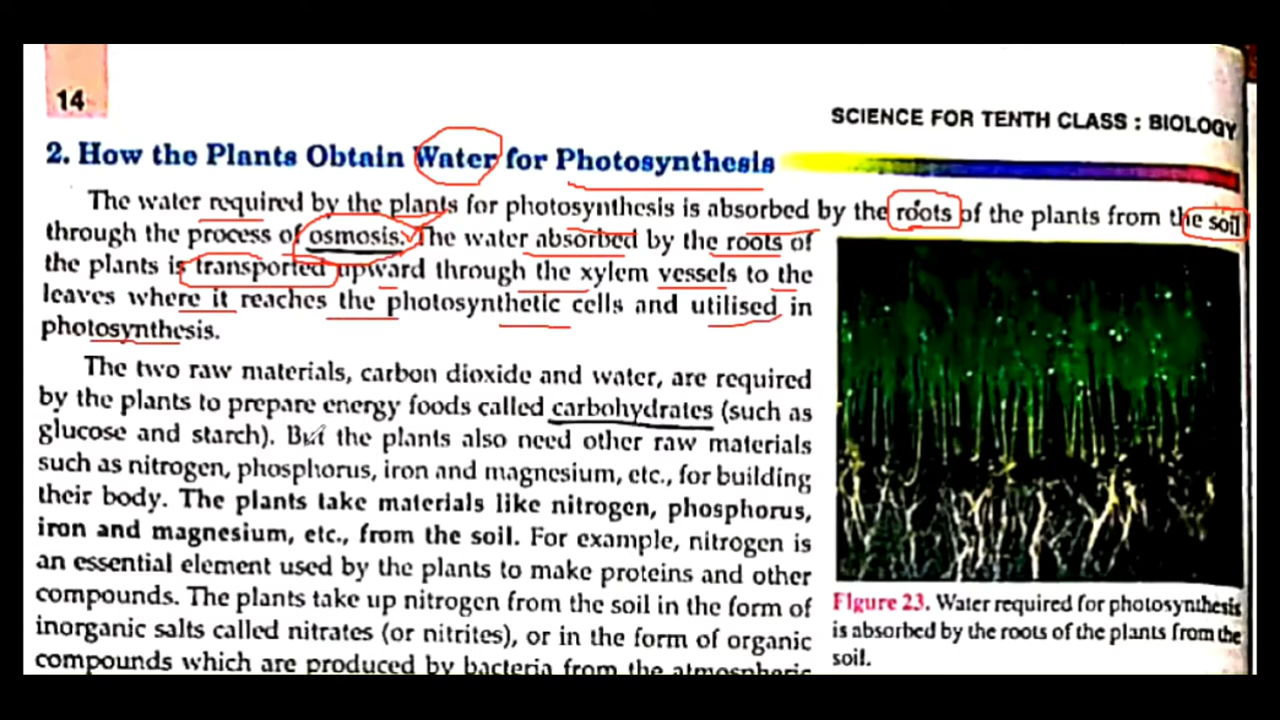 14
SCIENCE FOR TENTH CLASS : BIOLOGY
2. How the Plants Obtain Water for Photosynthesis
The water required by the plants for photosynthesis is absorbed by the roots of the plants from the soil
through the process of osmosis. The water absorbed by the roots of
the plants is transported upward through the xylem vessels to the
leaves where it reaches the photosynthetic cells and utilised in
photosynthesis.
The two raw materials, carbon dioxide and water, are required
by the plants to prepare energy foods called carbohydrates (such as
glucose and starch). But the plants also need other raw materials
such as nitrogen, phosphorus, iron and magnesium, etc., for building
their body. The plants take materials like nitrogen, phosphorus,
iron and magnesium, etc., from the soil. For example, nitrogen is
an essential element used by the plants to make proteins and other
compounds. The plants take up nitrogen from the soil in the form of
inorganic salts called nitrates (or nitrites), or in the form of organic
compounds which are produced by bacteria from the atmospheric
Figure 23. Water required for photosynthesis
is absorbed by the roots of the plants from the
soil.